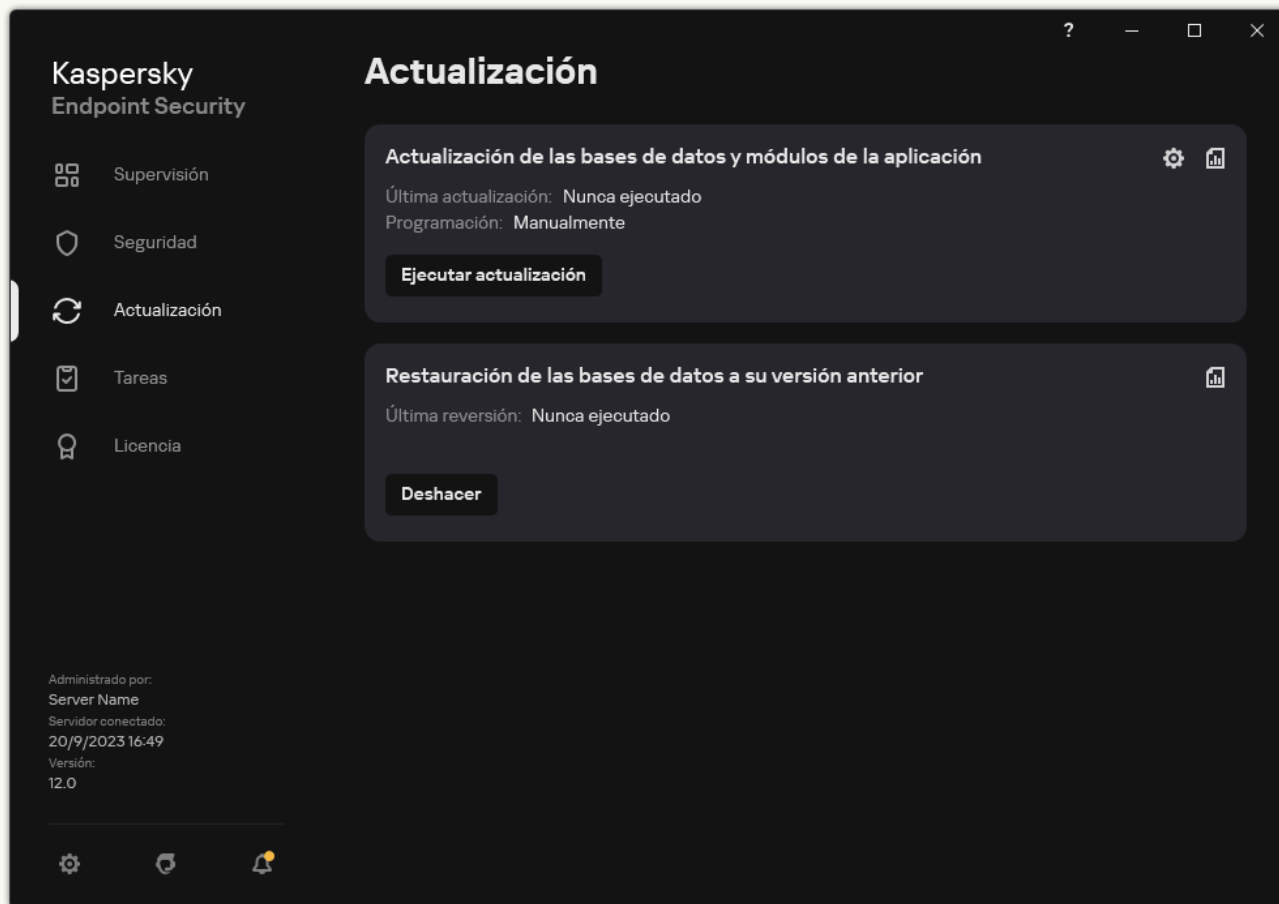 ?
Kaspersky
Endpoint Security
Actualización
Supervisión
Seguridad
Actualización
Tareas
Licencia
Actualización de las bases de datos y módulos de la aplicación
Última actualización: Nunca ejecutado
Programación: Manualmente
Ejecutar actualización
Restauración de las bases de datos a su versión anterior
Última reversión: Nunca ejecutado
Deshacer
Administrado por:
Server Name
Servidor conectado:
20/9/2023 16:49
Versión:
12.0